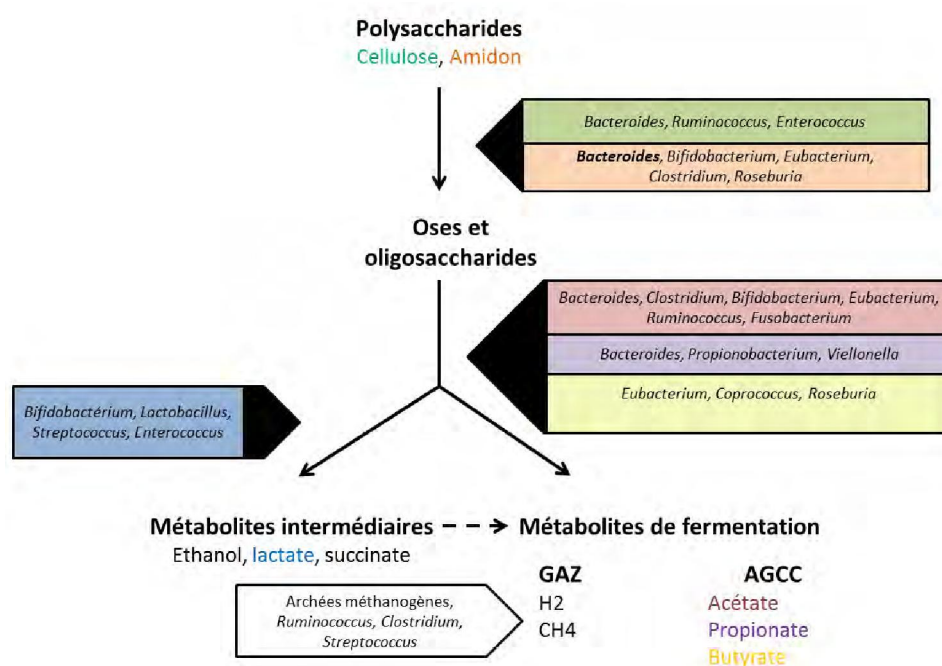 Polysaccharides
Cellulose, Amidon
Bacteroides, Ruminococcus, Enterococcus
Bacteroides, Bifidobacterium, Eubacterium,
Clostridium, Roseburia
Oses et
oligosaccharides
Bacteroides, Clostridium, Bifidobacterium, Eubacterium,
Ruminococcus, Fusobacterium
Bacteroides, Propionobacterium, Viellonella
Eubacterium, Coprococcus, Roseburia
Bifidobactérium, Lactobacillus,
Streptococcus, Enterococcus
Métabolites intermédiaires
Ethanol, lactate, succinate
Métabolites de fermentation
Archées méthanogènes,
Ruminococcus, Clostridium,
Streptococcus
GAZ
H2
CH4
AGCC
Acétate
Propionate
Butyrate